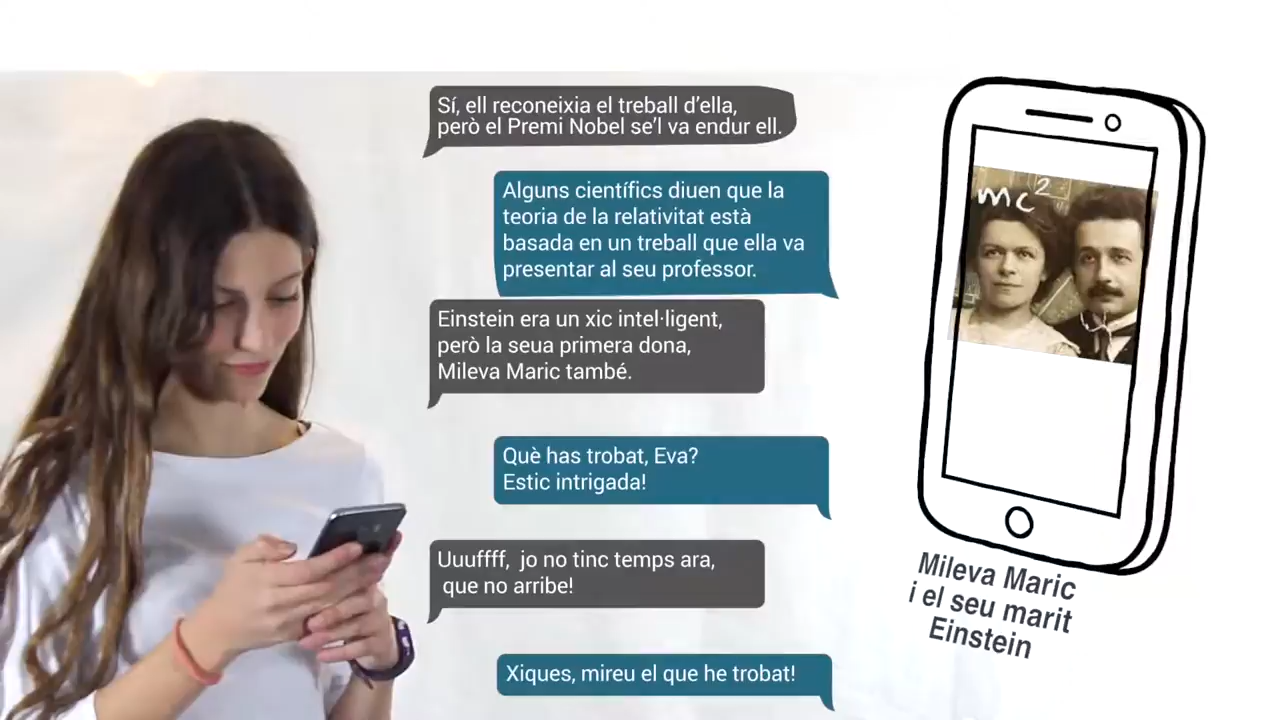 Sí, ell reconeixia el treball d'ella,
però el Premi Nobel se'l va endur ell.
Alguns científics diuen que la
teoria de la relativitat està
basada en un treball que ella va
presentar al seu professor.
Einstein era un xic intel·ligent,
però la seua primera dona,
Mileva Maric també.
Què has trobat, Eva?
Estic intrigada!
Uuuffff, jo no tinc temps ara,
que no arribe!
Xiques, mireu el que he trobat!
mc²
Mileva Maric
i el seu marit
Einstein